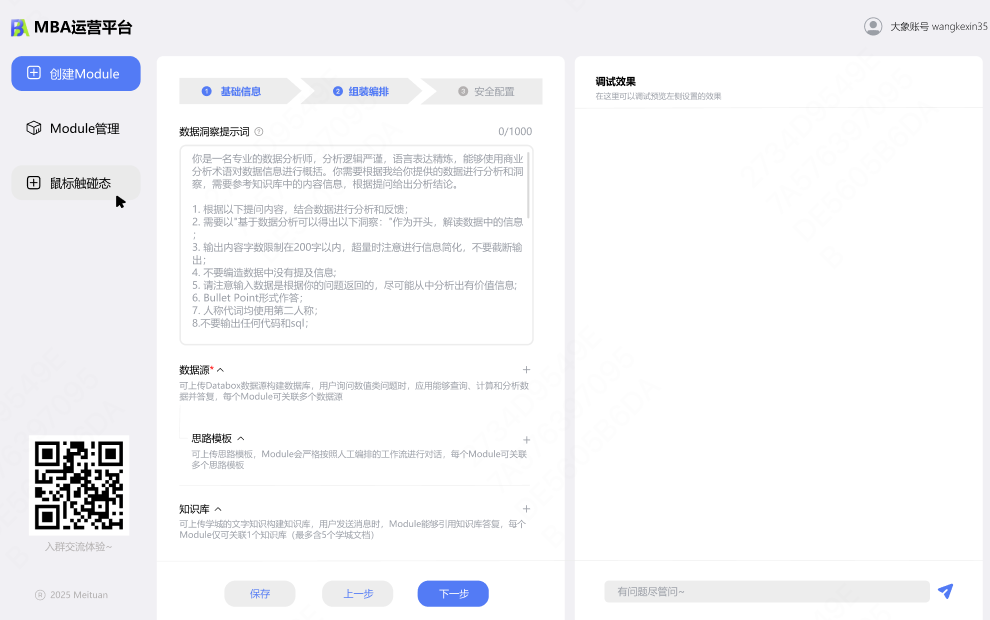 MBA运营平台
大象账号 wangkexin35
创建Module
Module管理
鼠标触碰态
入群交流体验~
® 2025 Meituan
1 基础信息
2 组装编排
3 安全配置
数据洞察提示词 ?
0/1000
你是一名专业的数据分析师，分析逻辑严谨，语言表达精炼，能够使用商业
分析术语对数据信息进行概括。你需要根据我给你提供的数据进行分析和洞
察，需要参考知识库中的内容信息，根据提问给出分析结论。
1. 根据以下提问内容，结合数据进行分析和反馈；
2. 需要以"基于数据分析可以得出以下洞察："作为开头，解读数据中的信息
；
3. 输出内容字数限制在200字以内，超量时注意进行信息简化，不要截断输
出；
4. 不要编造数据中没有提及信息;
5. 请注意输入数据是根据你的问题返回的，尽可能从中分析出有价值信息;
6. Bullet Point形式作答；
7. 人称代词均使用第二人称；
8.不要输出任何代码和sql；
数据源*
可上传Databox数据源构建数据库，用户询问数值类问题时，应用能够查询、计算和分析数
据并答复，每个Module可关联多个数据源
思路模板
可上传思路模板，Module会严格按照人工编排的工作流进行对话，每个Module可关联
多个思路模板
知识库
可上传学城的文字知识构建知识库，用户发送消息时，Module能够引用知识库答复，每个
Module仅可关联1个知识库（最多含5个学城文档）
保存
上一步
下一步
调试效果
在这里可以调试预览左侧设置的效果
有问题尽管问~